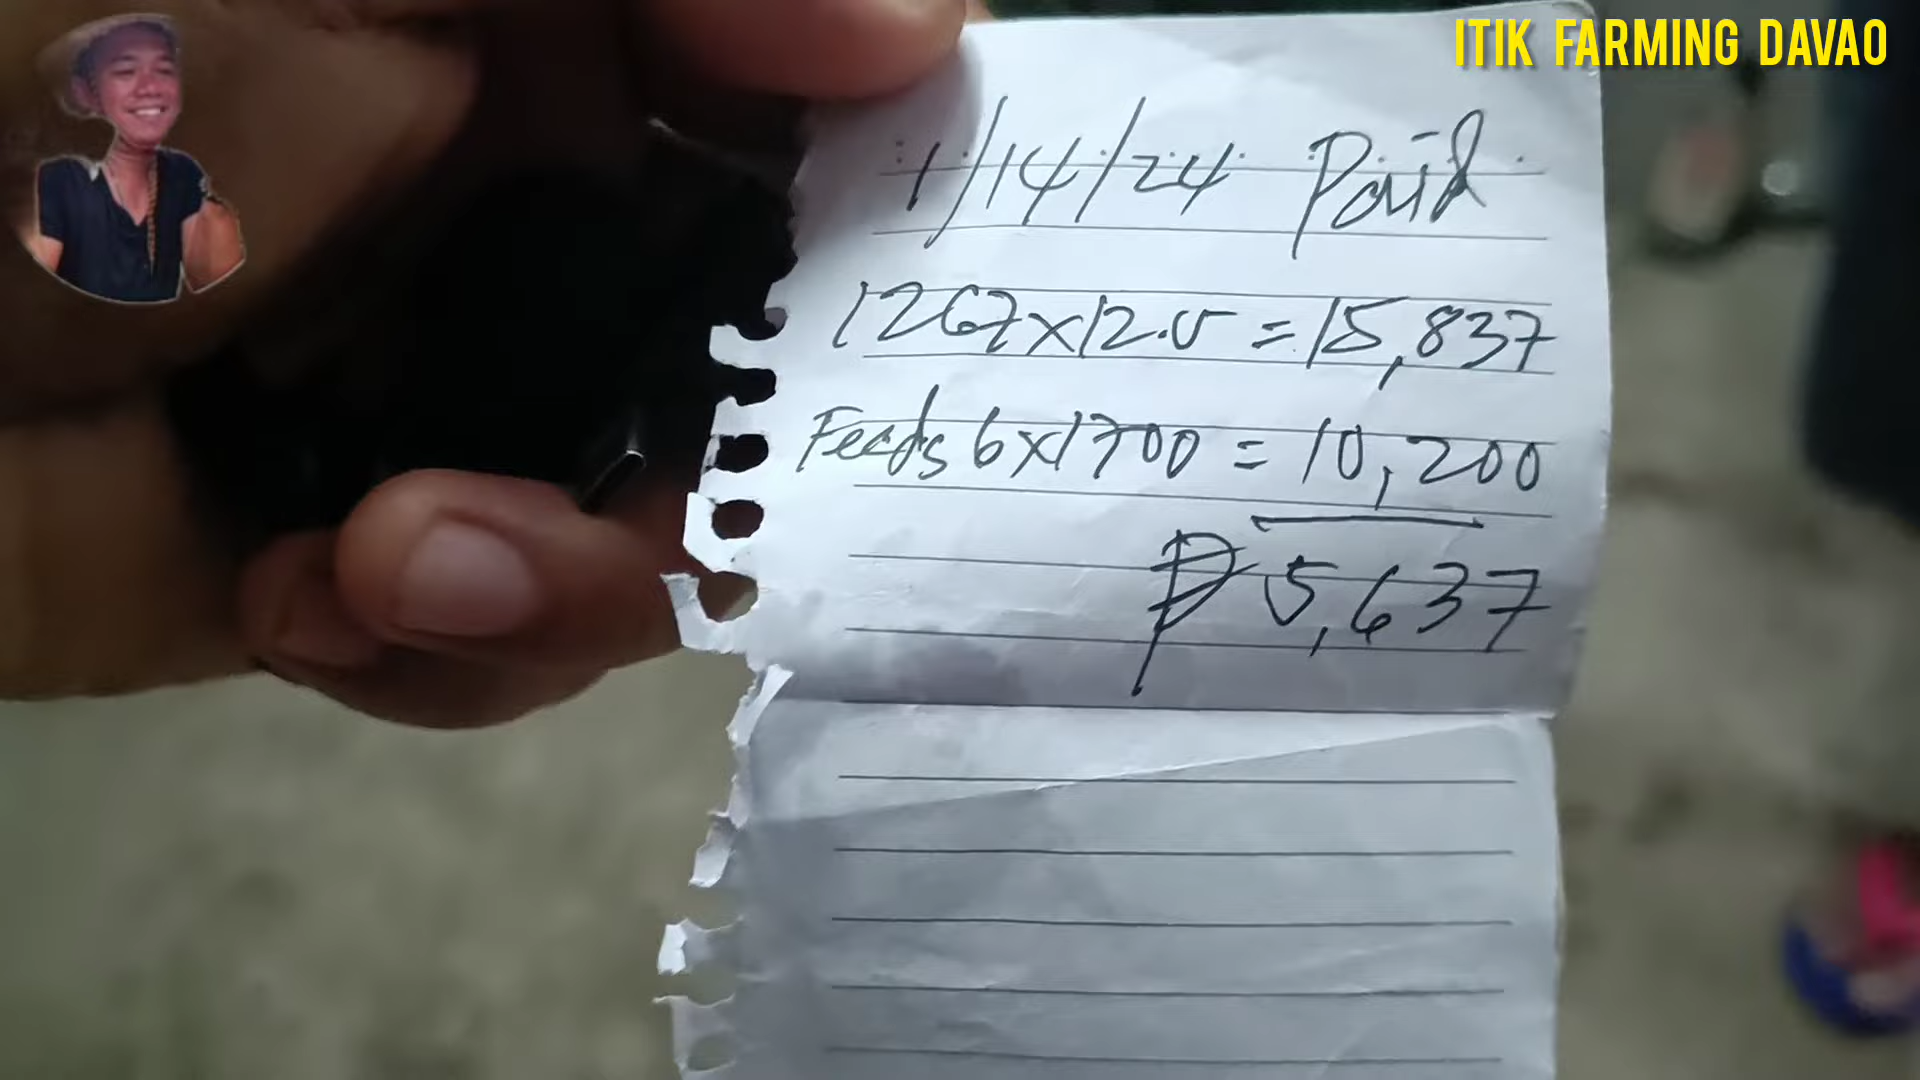 ITIK FARMING DAVAO
1/14/24 Paid
1267x12.5 = 15,837
Feeds 6x1700 = 10,200
₱ 5,637